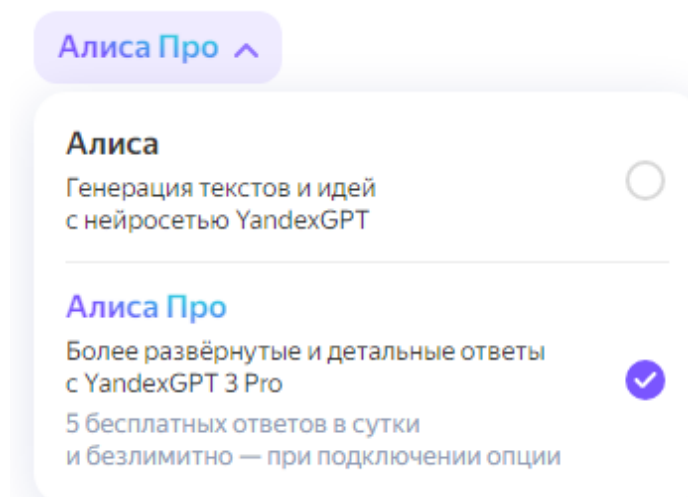 Алиса Про
Алиса
Генерация текстов и идей
с нейросетью YandexGPT
Алиса Про
Более развёрнутые и детальные ответы
с YandexGPT 3 Pro
5 бесплатных ответов в сутки
и безлимитно — при подключении опции